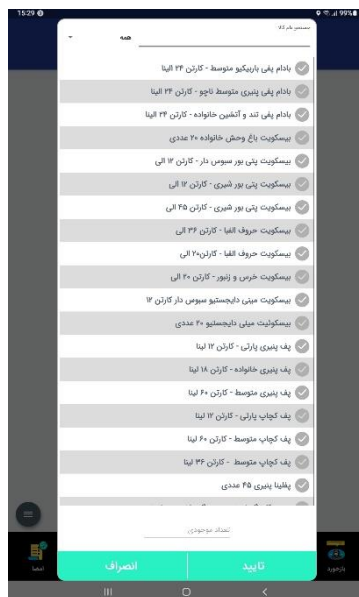 15:29
99%
جستجو نام کالا
همه
بادام پفی باربیکیو متوسط - کارتن ۲۴ الینا
بادام پفی پنیری متوسط ناچو - کارتن ۲۴ الینا
بادام پفی تند و آتشین خانواده - کارتن ۲۴ الینا
بیسکویت باغ وحش خانواده ۲۰ عددی
بیسکویت پتی بور سبوس دار - کارتن ۱۲ الی
بیسکویت پتی بور شیری - کارتن ۱۲ الی
بیسکویت پتی بور شیری - کارتن ۴۵ الی
بیسکویت حروف الفبا - کارتن ۳۶ الی
بیسکویت حروف الفبا - کارتن۲۰ الی
بیسکویت خرس و زنبور - کارتن ۲۰ الی
بیسکویت مینی دایجستیو سبوس دار کارتن ۱۲
بیسکوئیت مینی دایجستیو ۲۰ عددی
پف پنیری پارتی - کارتن ۱۲ لینا
پف پنیری خانواده - کارتن ۱۸ لینا
پف پنیری متوسط - کارتن ۶۰ لینا
پف کچاپ پارتی - کارتن ۱۲ لینا
پف کچاپ متوسط - کارتن ۶۰ لینا
پف کچاپ متوسط - کارتن ۳۶ لینا
پفلینا پنیری ۴۵ عددی
تعداد موجودی
تایید
انصراف
بازخورد
امضا